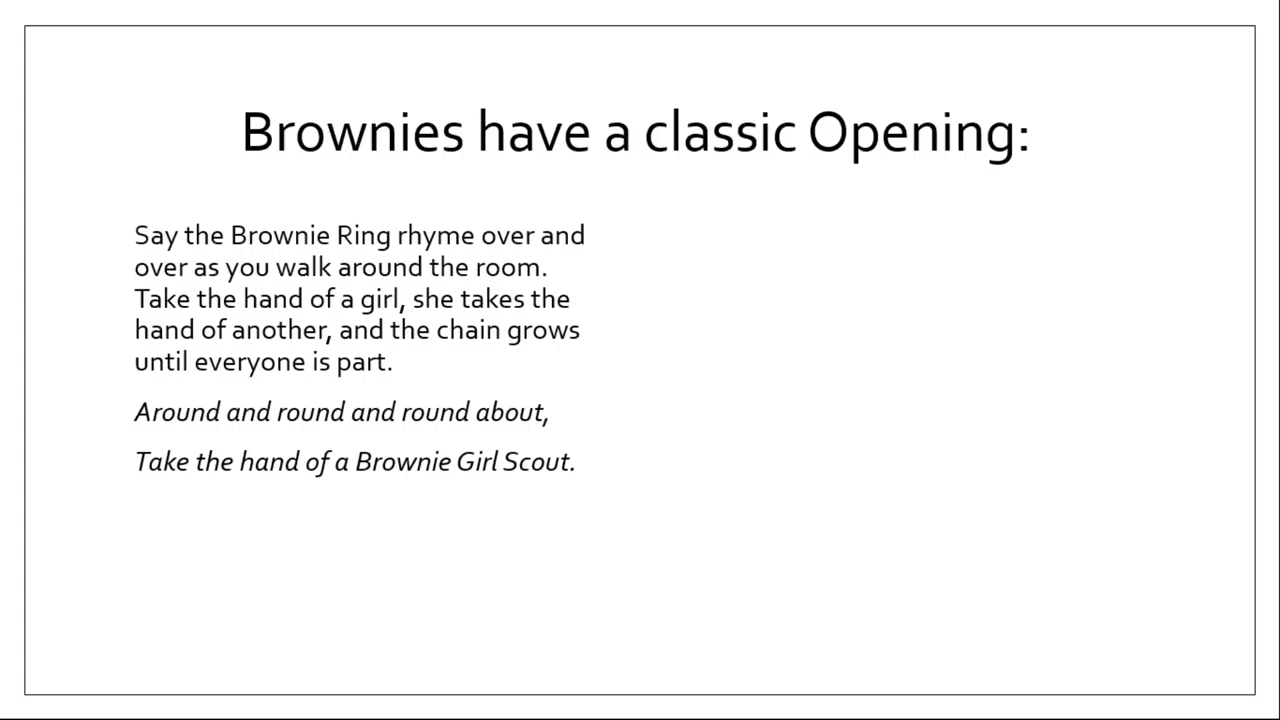 Brownies have a classic Opening:
Say the Brownie Ring rhyme over and
over as you walk around the room.
Take the hand of a girl, she takes the
hand of another, and the chain grows
until everyone is part.
Around and round and round about,
Take the hand of a Brownie Girl Scout.